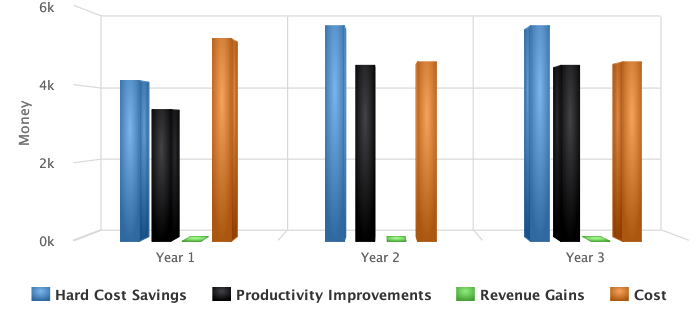 6k
4k
2k
0k
Money
Year 1 Year 2 Year 3
Hard Cost Savings Productivity Improvements Revenue Gains Cost